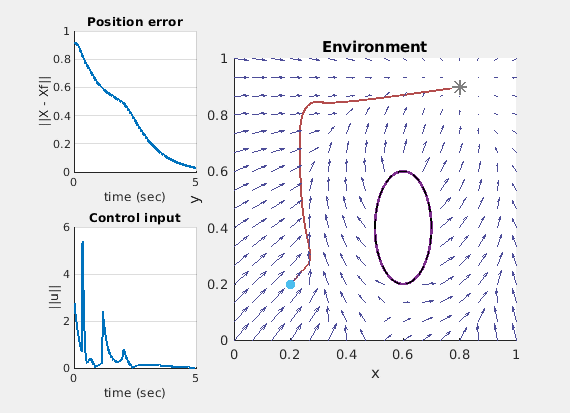 Position error
1
0.8
0.6
0.4
0.2
0
||X - Xf||
0
5
time (sec)
Control input
6
4
2
0
||u||
0
5
time (sec)
Environment
1
0.8
0.6
0.4
0.2
0
y
0
0.2
0.4
0.6
0.8
1
x